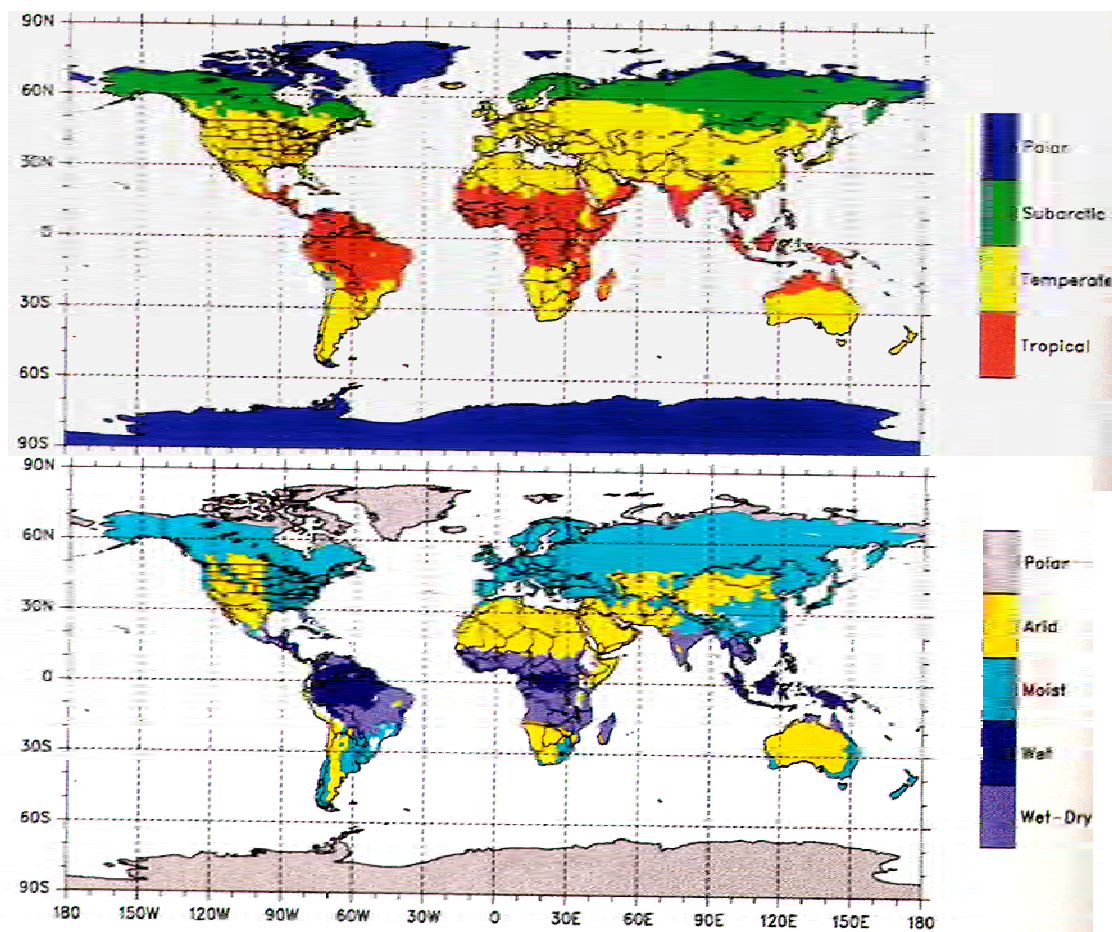 90N
60N
30N
0
30S
60S
90S
Polar
Subarctic
Temperate
Tropical
90N
60N
30N
0
30S
60S
90S
180 150W 120W 90W 60W 30W 0 30E 60E 90E 120E 150E 180
Polar
Arid
Moist
Wet
Wet-Dry